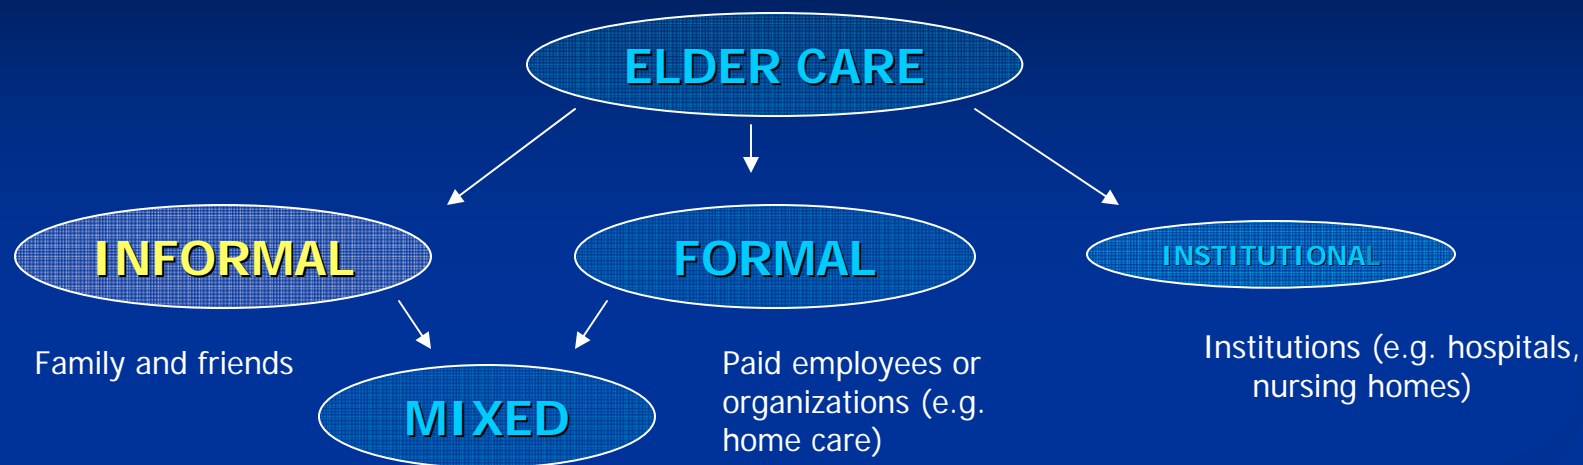 ELDER CARE
INFORMAL
FORMAL
INSTITUTIONAL
Family and friends
MIXED
Paid employees or
organizations (e.g.
home care)
Institutions (e.g. hospitals,
nursing homes)